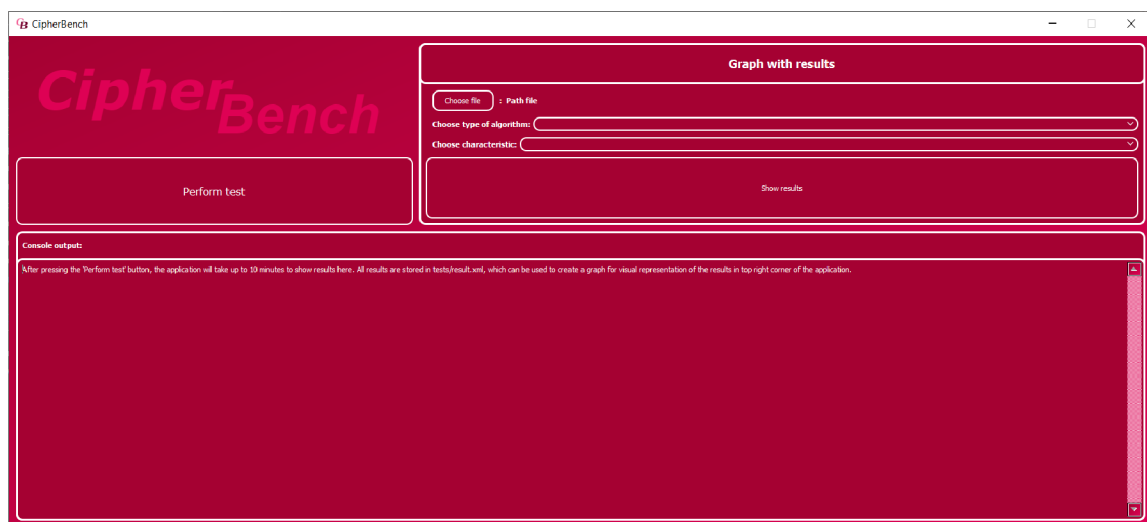 CB CipherBench
CipherBench
Graph with results
Choose file : Path file
Choose type of algorithm:
Choose characteristic:
Perform test
Show results
Console output:
After pressing the 'Perform test' button, the application will take up to 10 minutes to show results here. All results are stored in tests/result.xml, which can be used to create a graph for visual representation of the results in top right corner of the application.